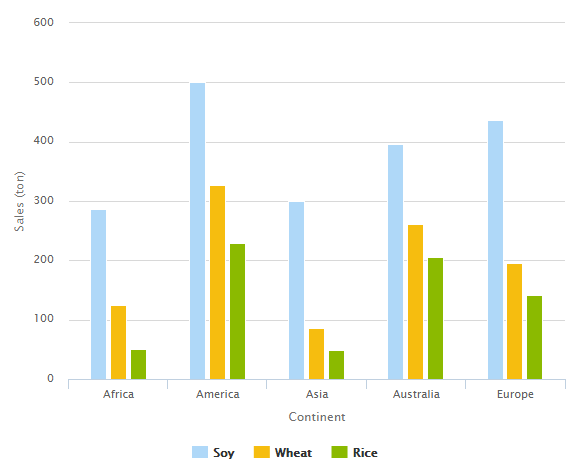 600
500
400
300
200
100
0
Sales (ton)
Africa America Asia Australia Europe
Continent
Soy Wheat Rice